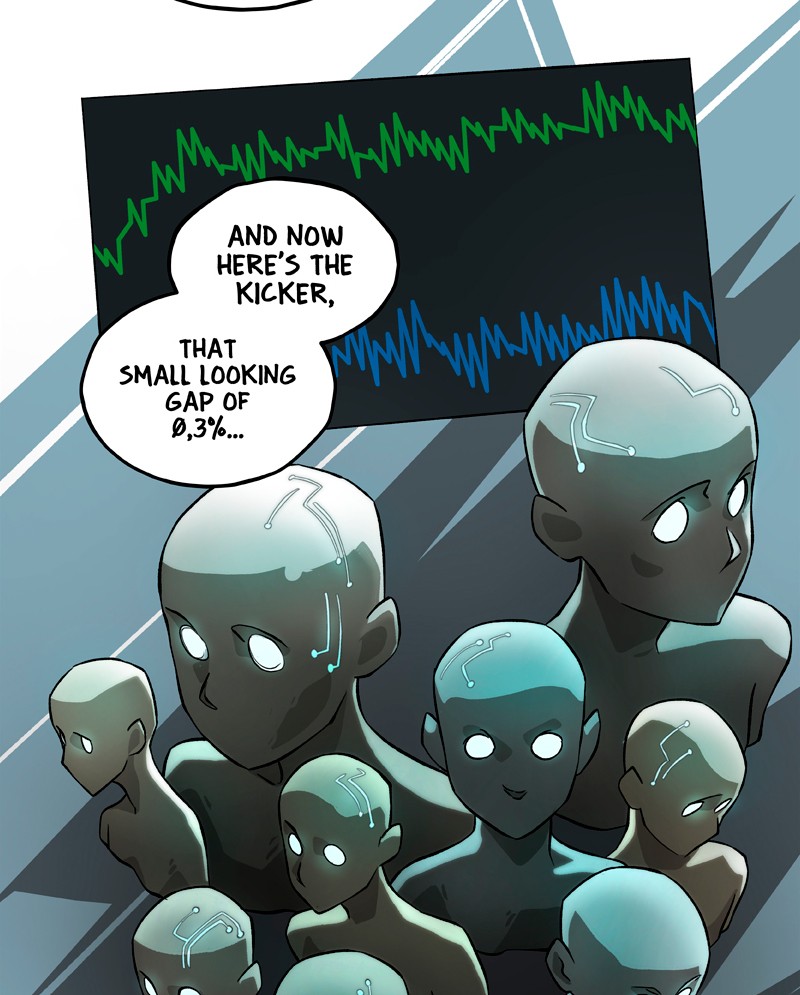 AND NOW
HERE'S THE
KICKER,
THAT
SMALL LOOKING
GAP OF
0,3%...